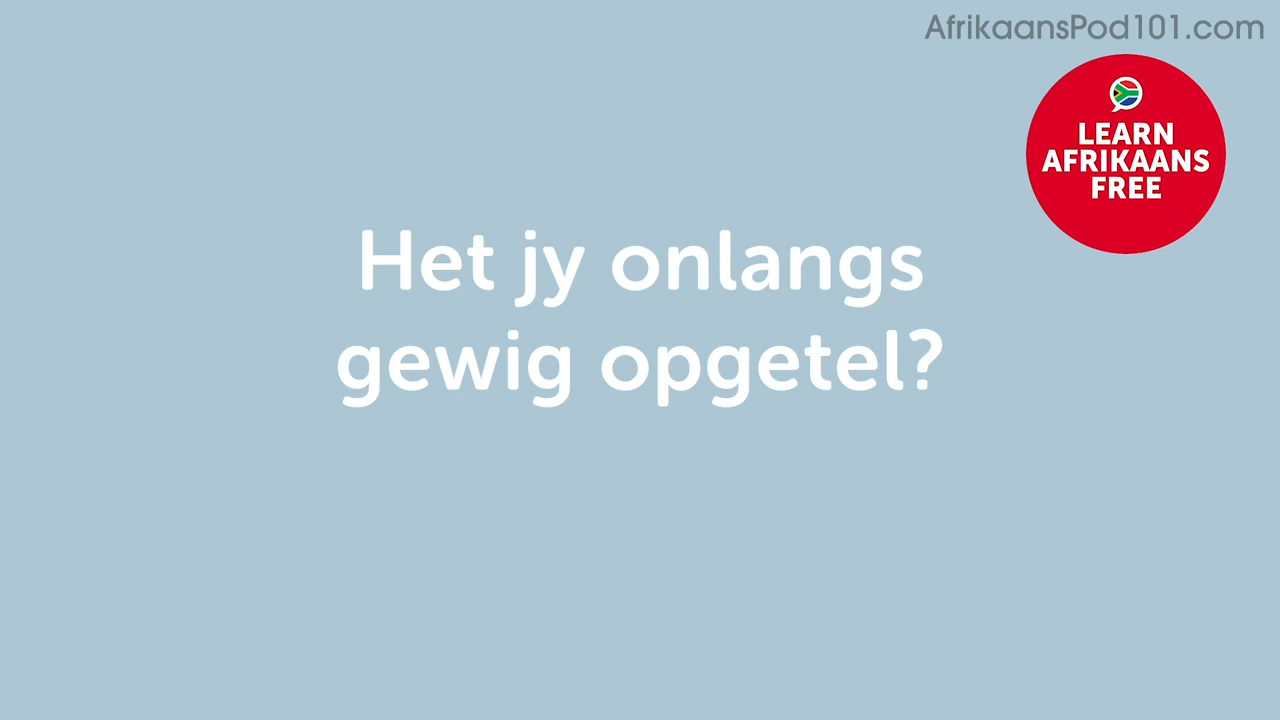 AfrikaansPod101.com
LEARN
AFRIKAANS
FREE
Het jy onlangs
gewig opgetel?